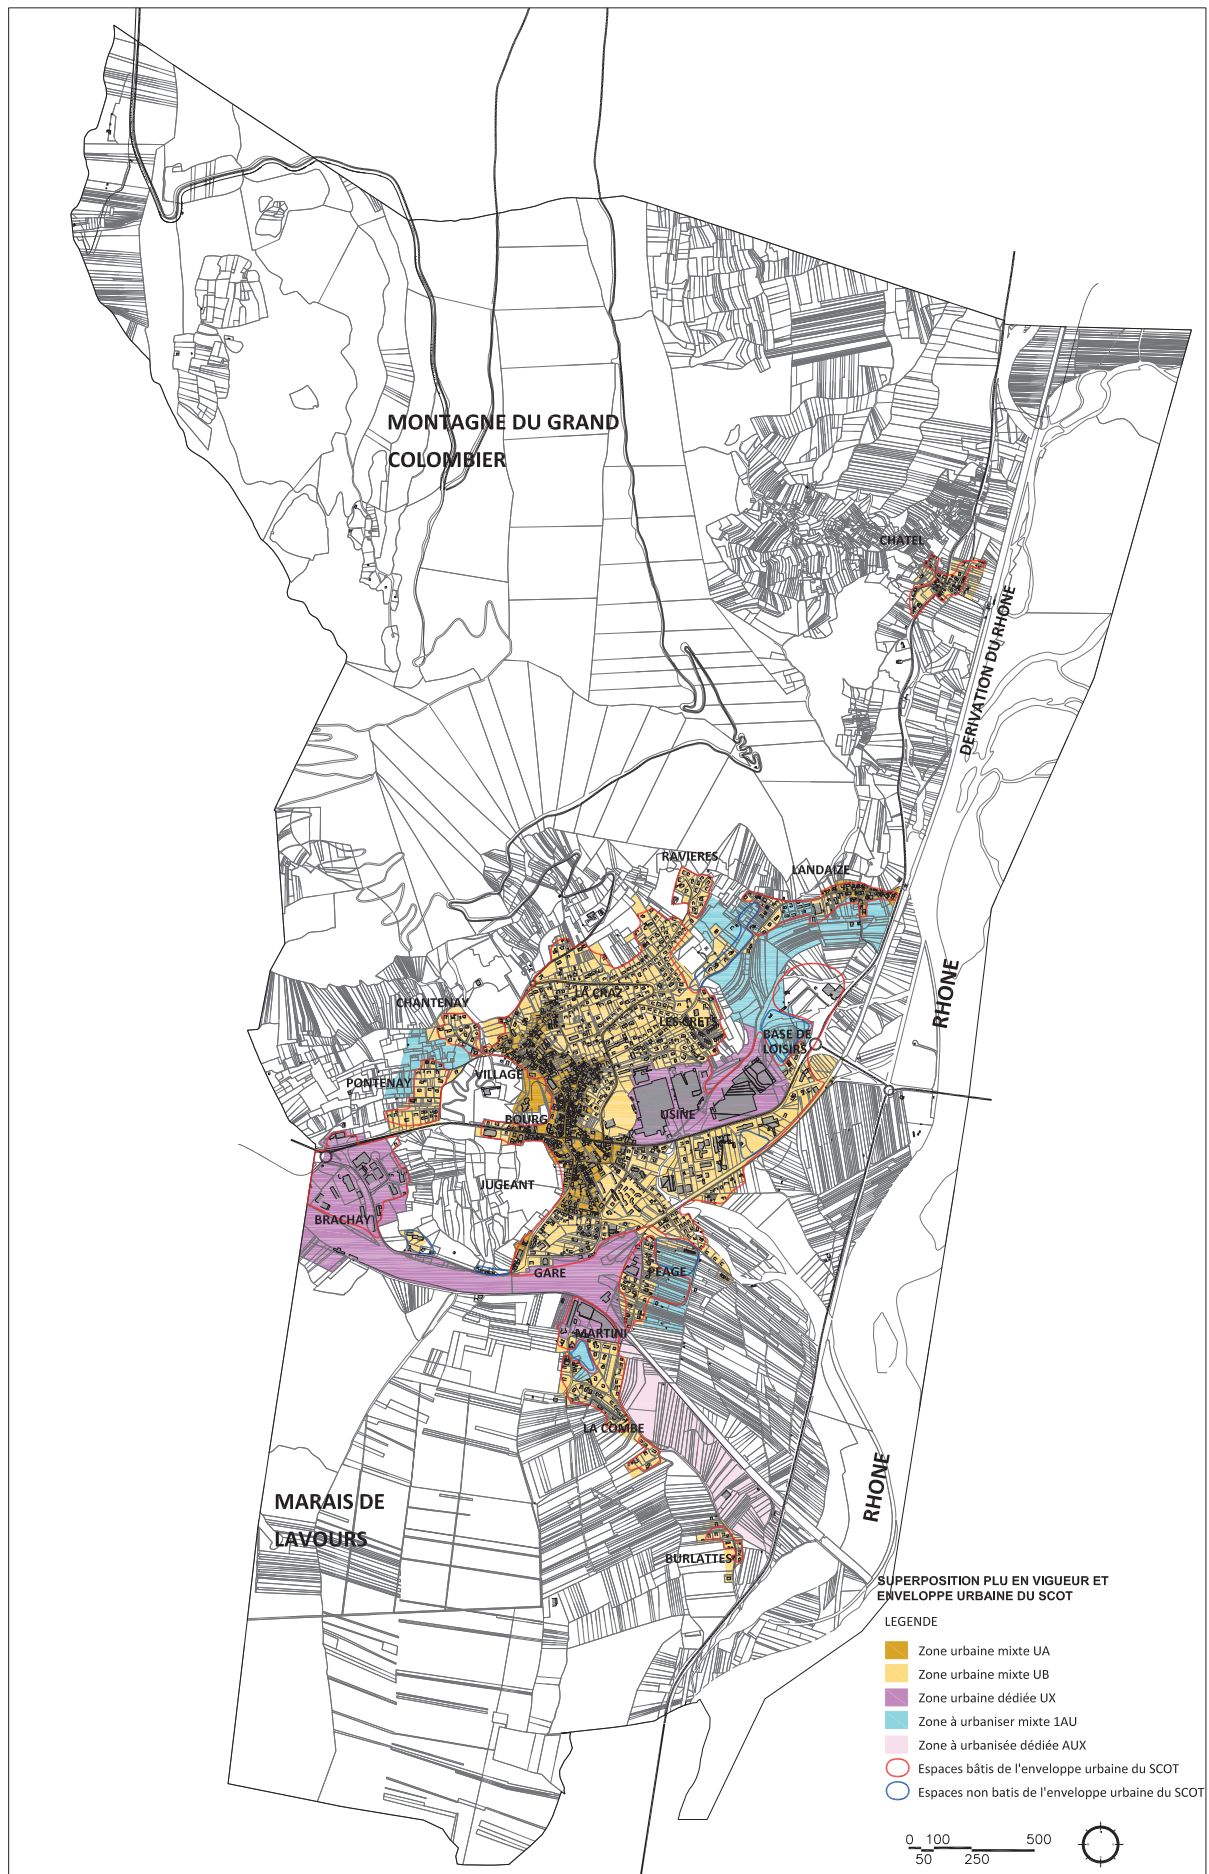 MONTAGNE DU GRAND
COLOMBIER
CHATEL
DERIVATION DU RHONE
RAVIERES
LANDAIZE
RHONE
LA CRAZ
CHANTENAY
LES CRETS
BASE DE
LOISIRS
VILLAGE
PONTENAY
BOURG
USINE
JUGEANT
BRACHAY
GARE
PEAGE
MARTINI
LA COMBE
RHONE
MARAIS DE
LAVOURS
BURLATTES
SUPERPOSITION PLU EN VIGUEUR ET
ENVELOPPE URBAINE DU SCOT
LEGENDE
Zone urbaine mixte UA
Zone urbaine mixte UB
Zone urbaine dédiée UX
Zone à urbaniser mixte 1AU
Zone à urbanisée dédiée AUX
Espaces bâtis de l'enveloppe urbaine du SCOT
Espaces non batis de l'enveloppe urbaine du SCOT
0 100 500
50 250